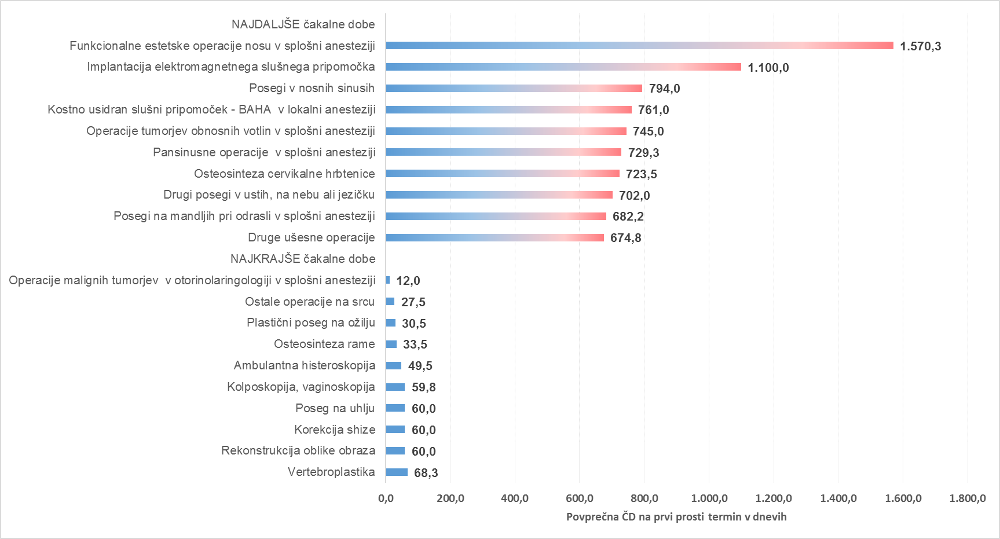 NAJDALJŠE čakalne dobe
Funkcionalne estetske operacije nosu v splošni anesteziji 1.570,3
Implantacija elektromagnetnega slušnega pripomočka 1.100,0
Posegi v nosnih sinusih 794,0
Kostno usidran slušni pripomoček - BAHA  v lokalni anesteziji 761,0
Operacije tumorjev obnosnih votlin v splošni anesteziji 745,0
Pansinusne operacije  v splošni anesteziji 729,3
Osteosinteza cervikalne hrbtenice 723,5
Drugi posegi v ustih, na nebu ali jezičku 702,0
Posegi na mandljih pri odrasli v splošni anesteziji 682,2
Druge ušesne operacije 674,8
NAJKRAJŠE čakalne dobe
Operacije malignih tumorjev  v otorinolaringologiji v splošni anesteziji 12,0
Ostale operacije na srcu 27,5
Plastični poseg na ožilju 30,5
Osteosinteza rame 33,5
Ambulantna histeroskopija 49,5
Kolposkopija, vaginoskopija 59,8
Poseg na uhlju 60,0
Korekcija shize 60,0
Rekonstrukcija oblike obraza 60,0
Vertebroplastika 68,3
0,0 200,0 400,0 600,0 800,0 1.000,0 1.200,0 1.400,0 1.600,0 1.800,0
Povprečna ČD na prvi prosti termin v dnevih